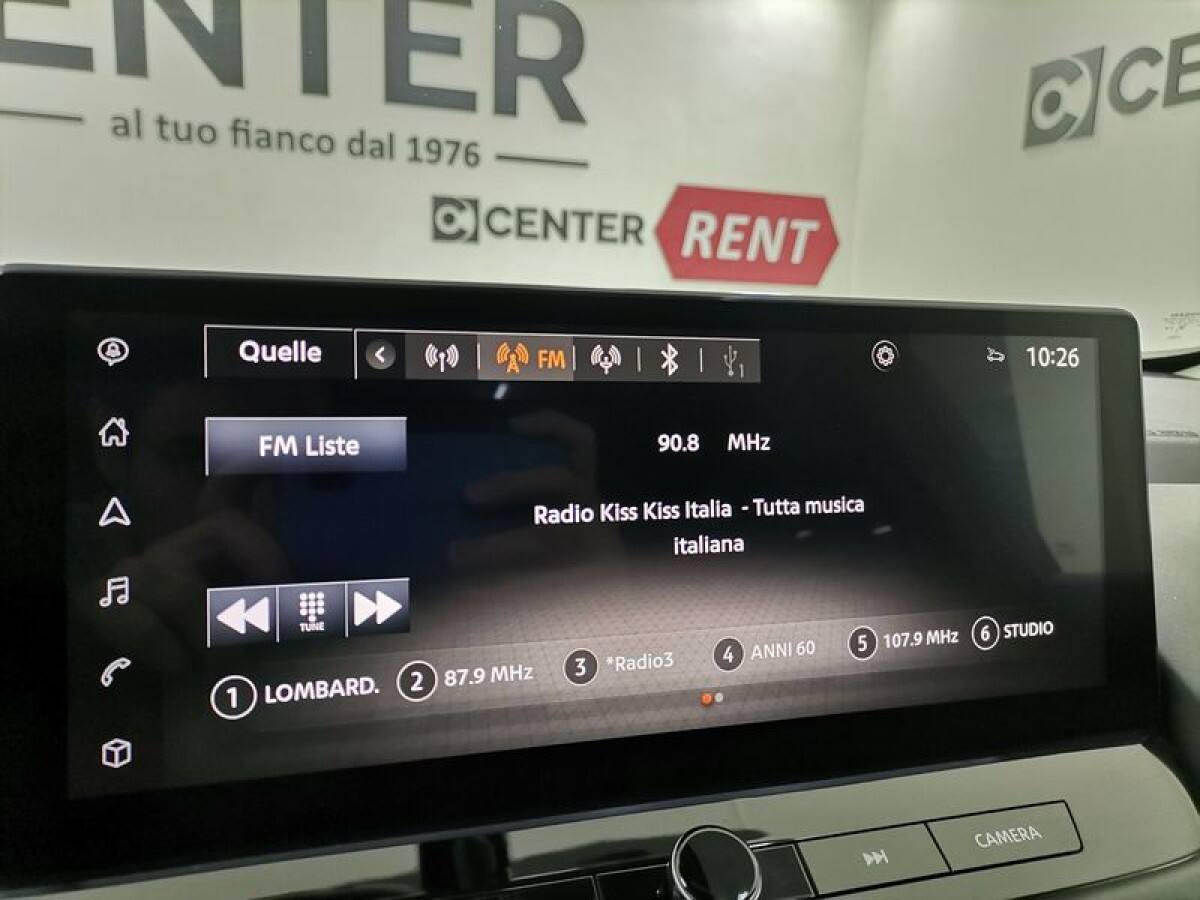 ENTER
al tuo fianco dal 1976
CENTER RENT
CE
Quelle
FM
1
10:26
FM Liste
90.8 MHz
Radio Kiss Kiss Italia - Tutta musica
italiana
TUNE
1 LOMBARD. 2 87.9 MHz 3 *Radio3 4 ANNI 60 5 107.9 MHz 6 STUDIO
CAMERA